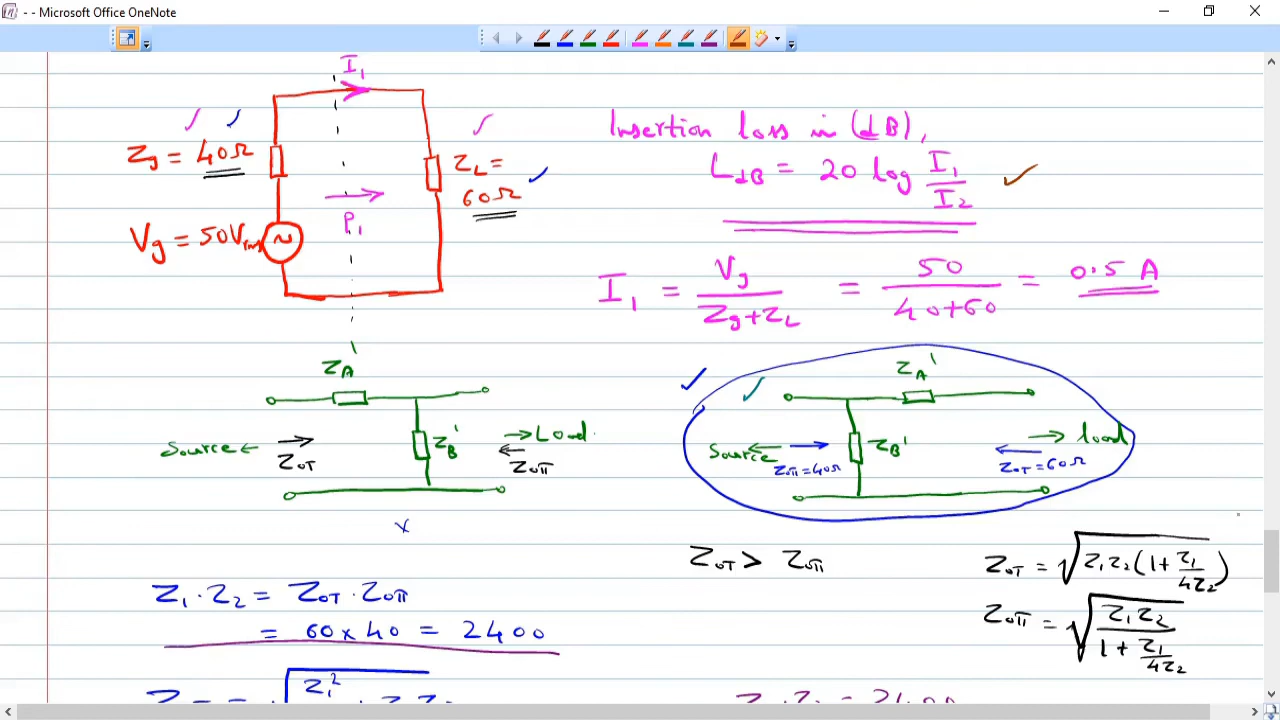 - - Microsoft Office OneNote
I₁
Zg = 40Ω
ZL =
60Ω
P₁
Vg = 50Vrms
Insertion loss in (dB),
LdB = 20 log I₁/I₂
I₁ = Vg/(Zg+ZL) = 50/(40+60) = 0.5 A
ZA'
ZB'
Source ←
ZOT
→ Load
ZOπ
x
ZA'
ZB'
Source
ZOπ=40Ω
→ load
ZOT=60Ω
ZOT > ZOπ
ZOT = √(Z₁Z₂(1+Z₁/4Z₂))
ZOπ = √(Z₁Z₂/(1+Z₁/4Z₂))
Z₁.Z₂ = ZOT.ZOπ
= 60x40 = 2400
Z₁²